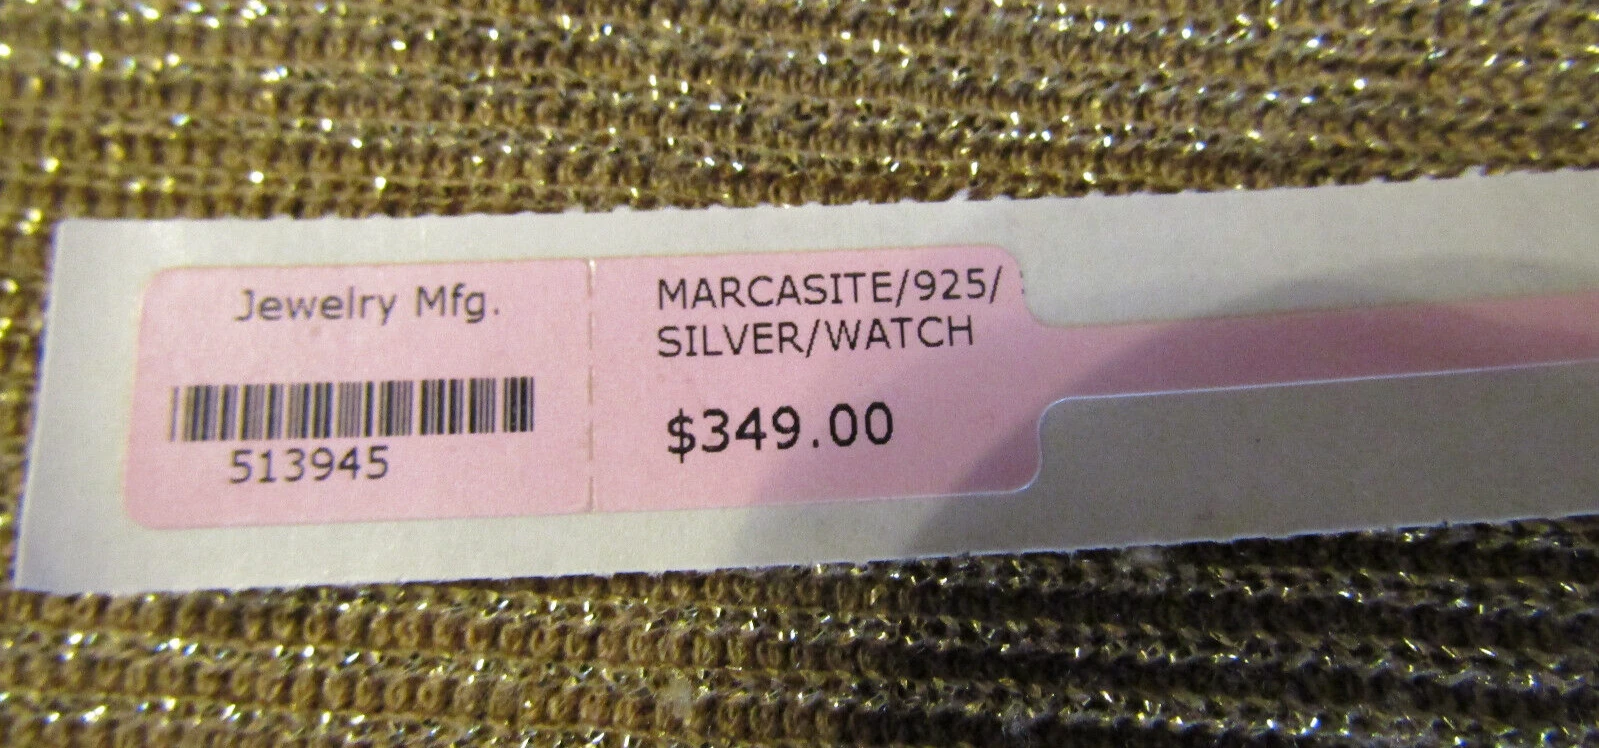 Jewelry Mfg.
513945
MARCASITE/925/
SILVER/WATCH
$349.00